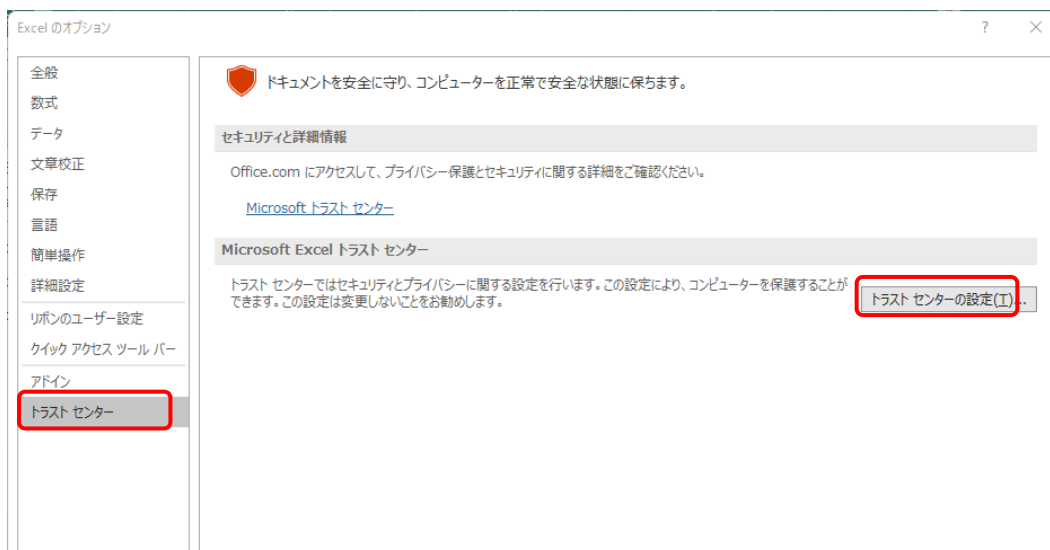 Excel のオプション
? ×
全般
数式
データ
文章校正
保存
言語
簡単操作
詳細設定
リボンのユーザー設定
クイック アクセス ツール バー
アドイン
トラスト センター
ドキュメントを安全に守り、コンピューターを正常で安全な状態に保ちます。
セキュリティと詳細情報
Office.com にアクセスして、プライバシー保護とセキュリティに関する詳細をご確認ください。
Microsoft トラスト センター
Microsoft Excel トラスト センター
トラスト センターではセキュリティとプライバシーに関する設定を行います。この設定により、コンピューターを保護することが
できます。この設定は変更しないことをお勧めします。
トラスト センターの設定(T)...